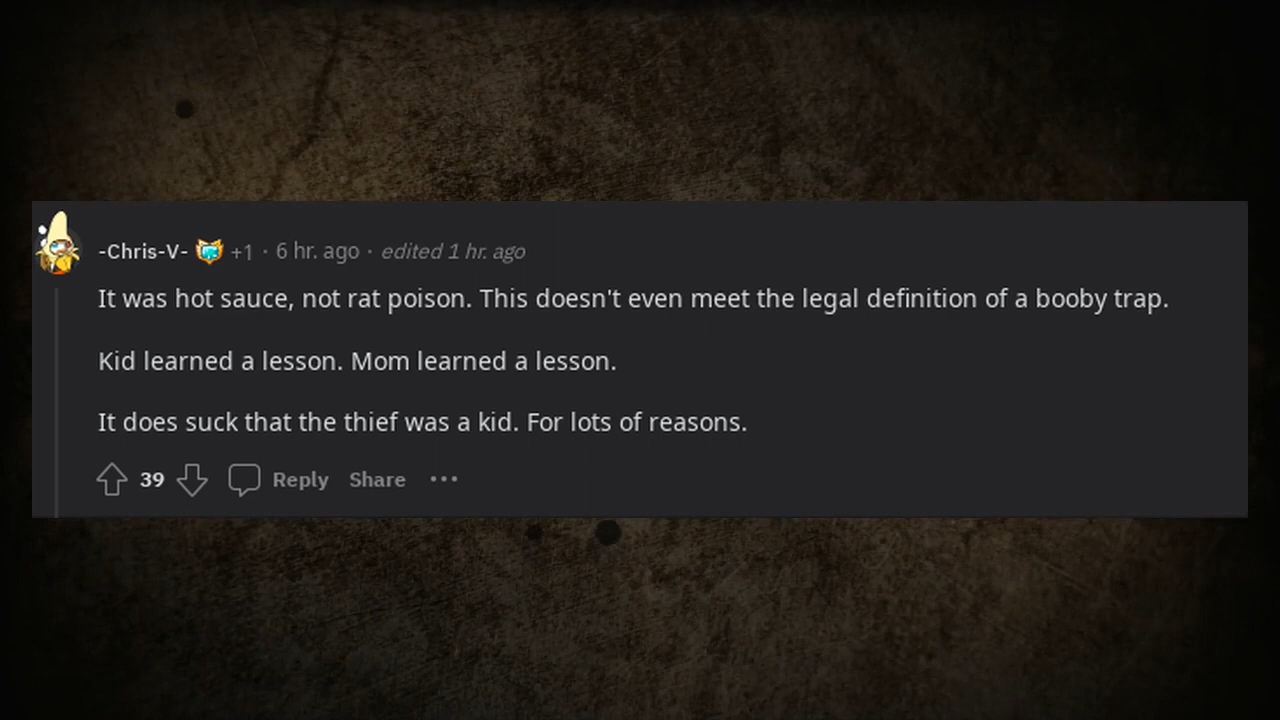 -Chris-V- +1 · 6 hr. ago · edited 1 hr. ago
It was hot sauce, not rat poison. This doesn't even meet the legal definition of a booby trap.
Kid learned a lesson. Mom learned a lesson.
It does suck that the thief was a kid. For lots of reasons.
39 Reply Share ···